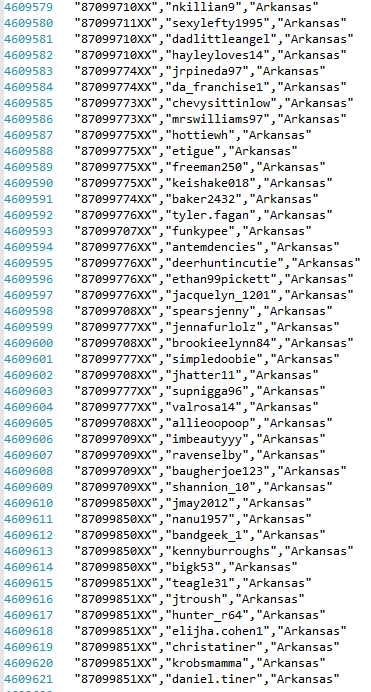 4609579 "87099710XX","nkillian9","Arkansas"
4609580 "87099711XX","sexylefty1995","Arkansas"
4609581 "87099710XX","dadlittleangel","Arkansas"
4609582 "87099710XX","hayleyloves14","Arkansas"
4609583 "87099774XX","jrpineda97","Arkansas"
4609584 "87099774XX","da_franchise1","Arkansas"
4609585 "87099773XX","chevysittinlow","Arkansas"
4609586 "87099773XX","mrswilliams97","Arkansas"
4609587 "87099775XX","hottiewh","Arkansas"
4609588 "87099775XX","etigue","Arkansas"
4609589 "87099775XX","freeman250","Arkansas"
4609590 "87099775XX","keishake018","Arkansas"
4609591 "87099774XX","baker2432","Arkansas"
4609592 "87099776XX","tyler.fagan","Arkansas"
4609593 "87099707XX","funkypee","Arkansas"
4609594 "87099776XX","antemdencies","Arkansas"
4609595 "87099776XX","deerhuntincutie","Arkansas"
4609596 "87099776XX","ethan99pickett","Arkansas"
4609597 "87099776XX","jacquelyn_1201","Arkansas"
4609598 "87099708XX","spearsjenny","Arkansas"
4609599 "87099777XX","jennafurlolz","Arkansas"
4609600 "87099708XX","brookieelynn84","Arkansas"
4609601 "87099777XX","simpledoobie","Arkansas"
4609602 "87099708XX","jhatter11","Arkansas"
4609603 "87099777XX","supnigga96","Arkansas"
4609604 "87099777XX","valrosa14","Arkansas"
4609605 "87099708XX","allieoopoop","Arkansas"
4609606 "87099709XX","imbeautyyy","Arkansas"
4609607 "87099709XX","ravenselby","Arkansas"
4609608 "87099709XX","baugherjoe123","Arkansas"
4609609 "87099709XX","shannion_10","Arkansas"
4609610 "87099850XX","jmay2012","Arkansas"
4609611 "87099850XX","nanu1957","Arkansas"
4609612 "87099850XX","bandgeek_1","Arkansas"
4609613 "87099850XX","kennyburroughs","Arkansas"
4609614 "87099850XX","bigk53","Arkansas"
4609615 "87099851XX","teagle31","Arkansas"
4609616 "87099851XX","jtroush","Arkansas"
4609617 "87099851XX","hunter_r64","Arkansas"
4609618 "87099851XX","elijha.cohen1","Arkansas"
4609619 "87099851XX","christatiner","Arkansas"
4609620 "87099851XX","krobsmamma","Arkansas"
4609621 "87099851XX","daniel.tiner","Arkansas"